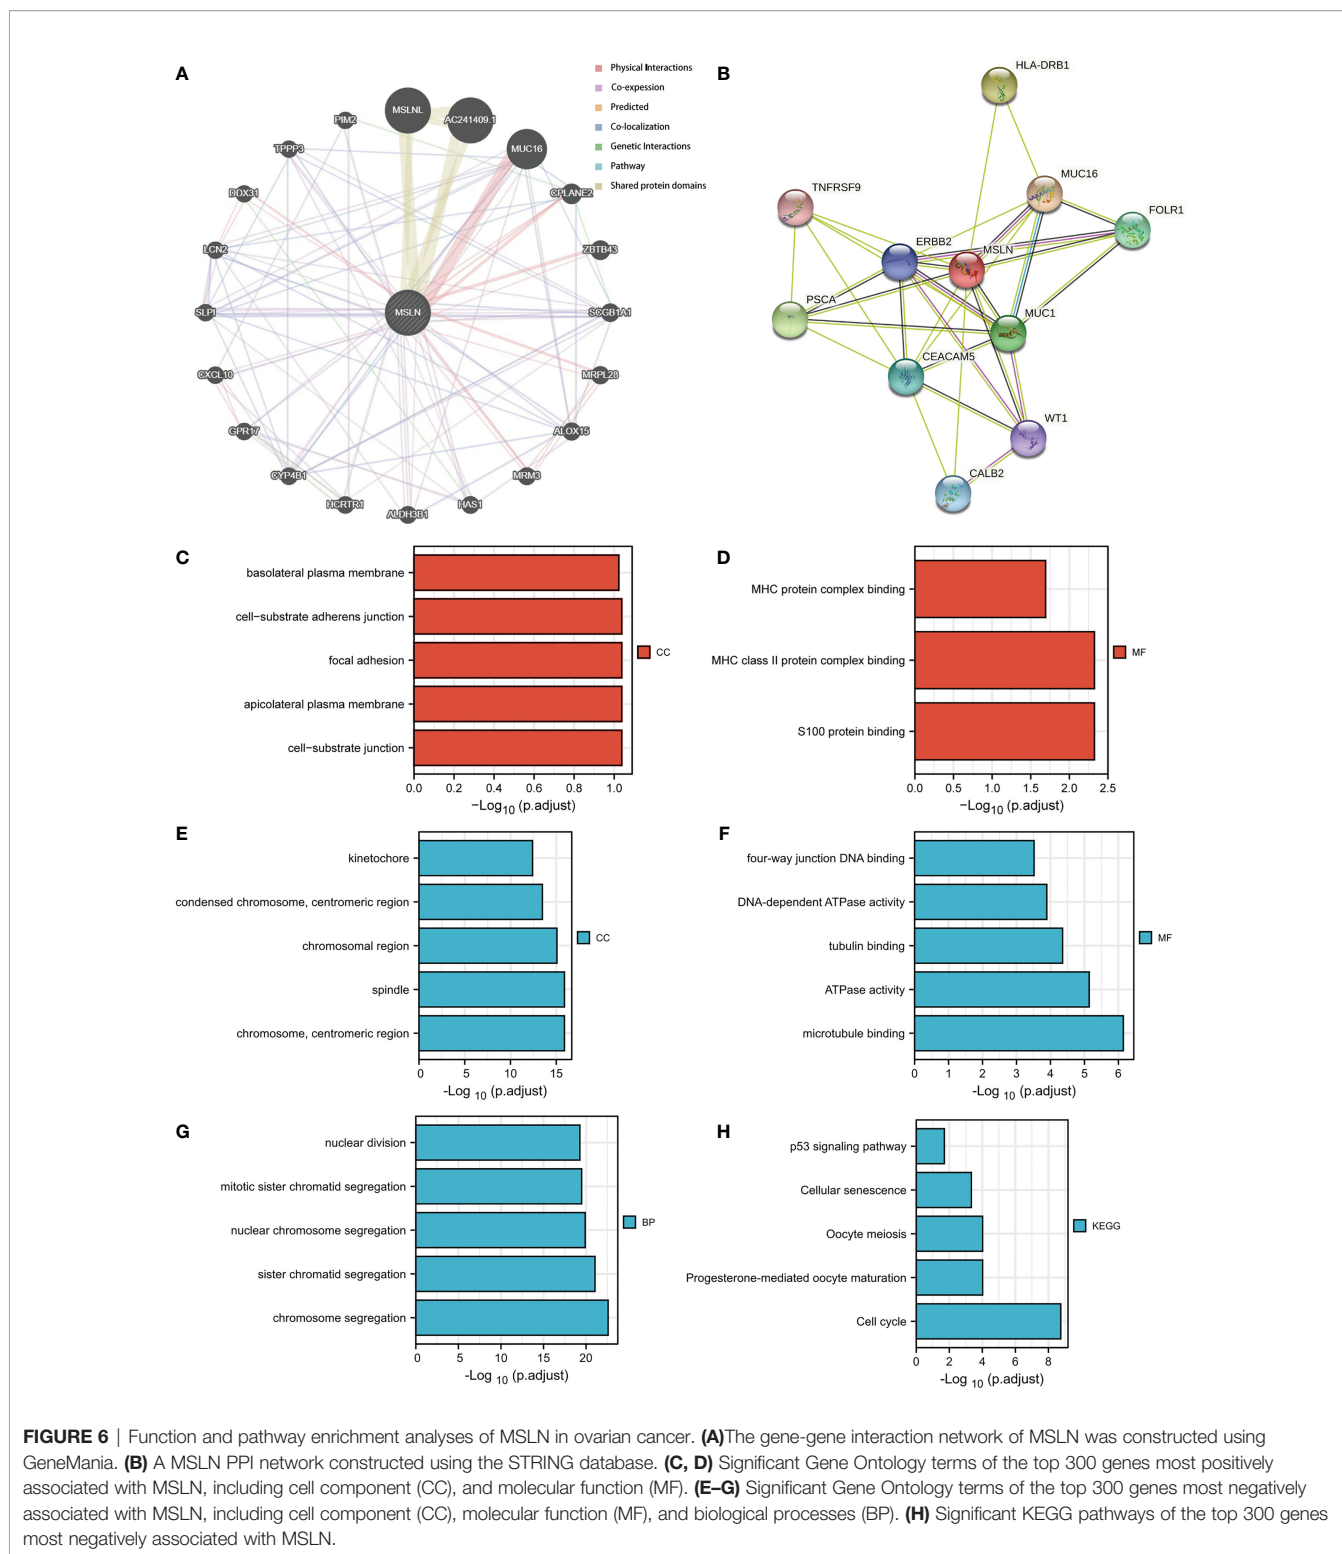 A
Physical Interactions
Co-expession
Predicted
Co-localization
Genetic Interactions
Pathway
Shared protein domains
MSLNL
AC241409.1
MUC16
PIM2
TPPP3
CPLANE2
DDX31
ZBTB43
LCN2
SLPI
MSLN
SCGB1A1
CXCL10
MRPL28
GPR17
ALOX15
CYP4B1
MRM3
HCRTR1
HAS1
ALDH3B1
B
HLA-DRB1
MUC16
TNFRSF9
FOLR1
ERBB2
MSLN
PSCA
MUC1
CEACAM5
WT1
CALB2
C
basolateral plasma membrane
cell−substrate adherens junction
focal adhesion
apicolateral plasma membrane
cell−substrate junction
CC
0.0 0.2 0.4 0.6 0.8 1.0
−Log10 (p.adjust)
D
MHC protein complex binding
MHC class II protein complex binding
S100 protein binding
MF
0.0 0.5 1.0 1.5 2.0 2.5
−Log10 (p.adjust)
E
kinetochore
condensed chromosome, centromeric region
chromosomal region
spindle
chromosome, centromeric region
CC
0 5 10 15
-Log 10 (p.adjust)
F
four-way junction DNA binding
DNA-dependent ATPase activity
tubulin binding
ATPase activity
microtubule binding
MF
0 1 2 3 4 5 6
-Log 10 (p.adjust)
G
nuclear division
mitotic sister chromatid segregation
nuclear chromosome segregation
sister chromatid segregation
chromosome segregation
BP
0 5 10 15 20
-Log 10 (p.adjust)
H
p53 signaling pathway
Cellular senescence
Oocyte meiosis
Progesterone-mediated oocyte maturation
Cell cycle
KEGG
0 2 4 6 8
-Log 10 (p.adjust)
FIGURE 6 | Function and pathway enrichment analyses of MSLN in ovarian cancer. (A)The gene-gene interaction network of MSLN was constructed using
GeneMania. (B) A MSLN PPI network constructed using the STRING database. (C, D) Significant Gene Ontology terms of the top 300 genes most positively
associated with MSLN, including cell component (CC), and molecular function (MF). (E–G) Significant Gene Ontology terms of the top 300 genes most negatively
associated with MSLN, including cell component (CC), molecular function (MF), and biological processes (BP). (H) Significant KEGG pathways of the top 300 genes
most negatively associated with MSLN.